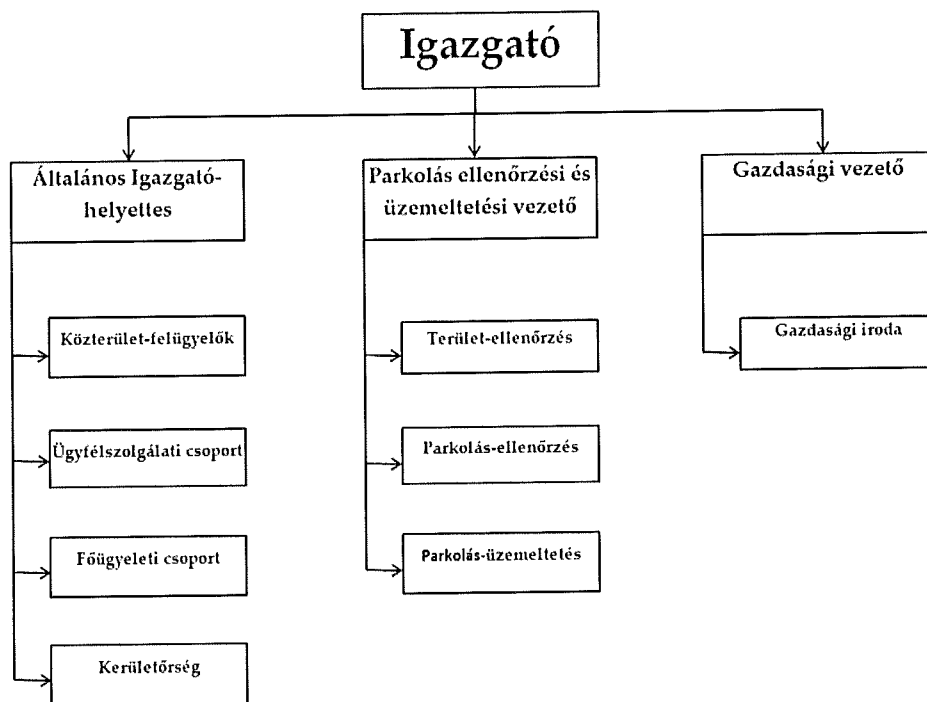 Igazgató
Általános Igazgató-
helyettes
Közterület-felügyelők
Ügyfélszolgálati csoport
Főügyeleti csoport
Kerületőrség
Parkolás ellenőrzési és
üzemeltetési vezető
Terület-ellenőrzés
Parkolás-ellenőrzés
Parkolás-üzemeltetés
Gazdasági vezető
Gazdasági iroda